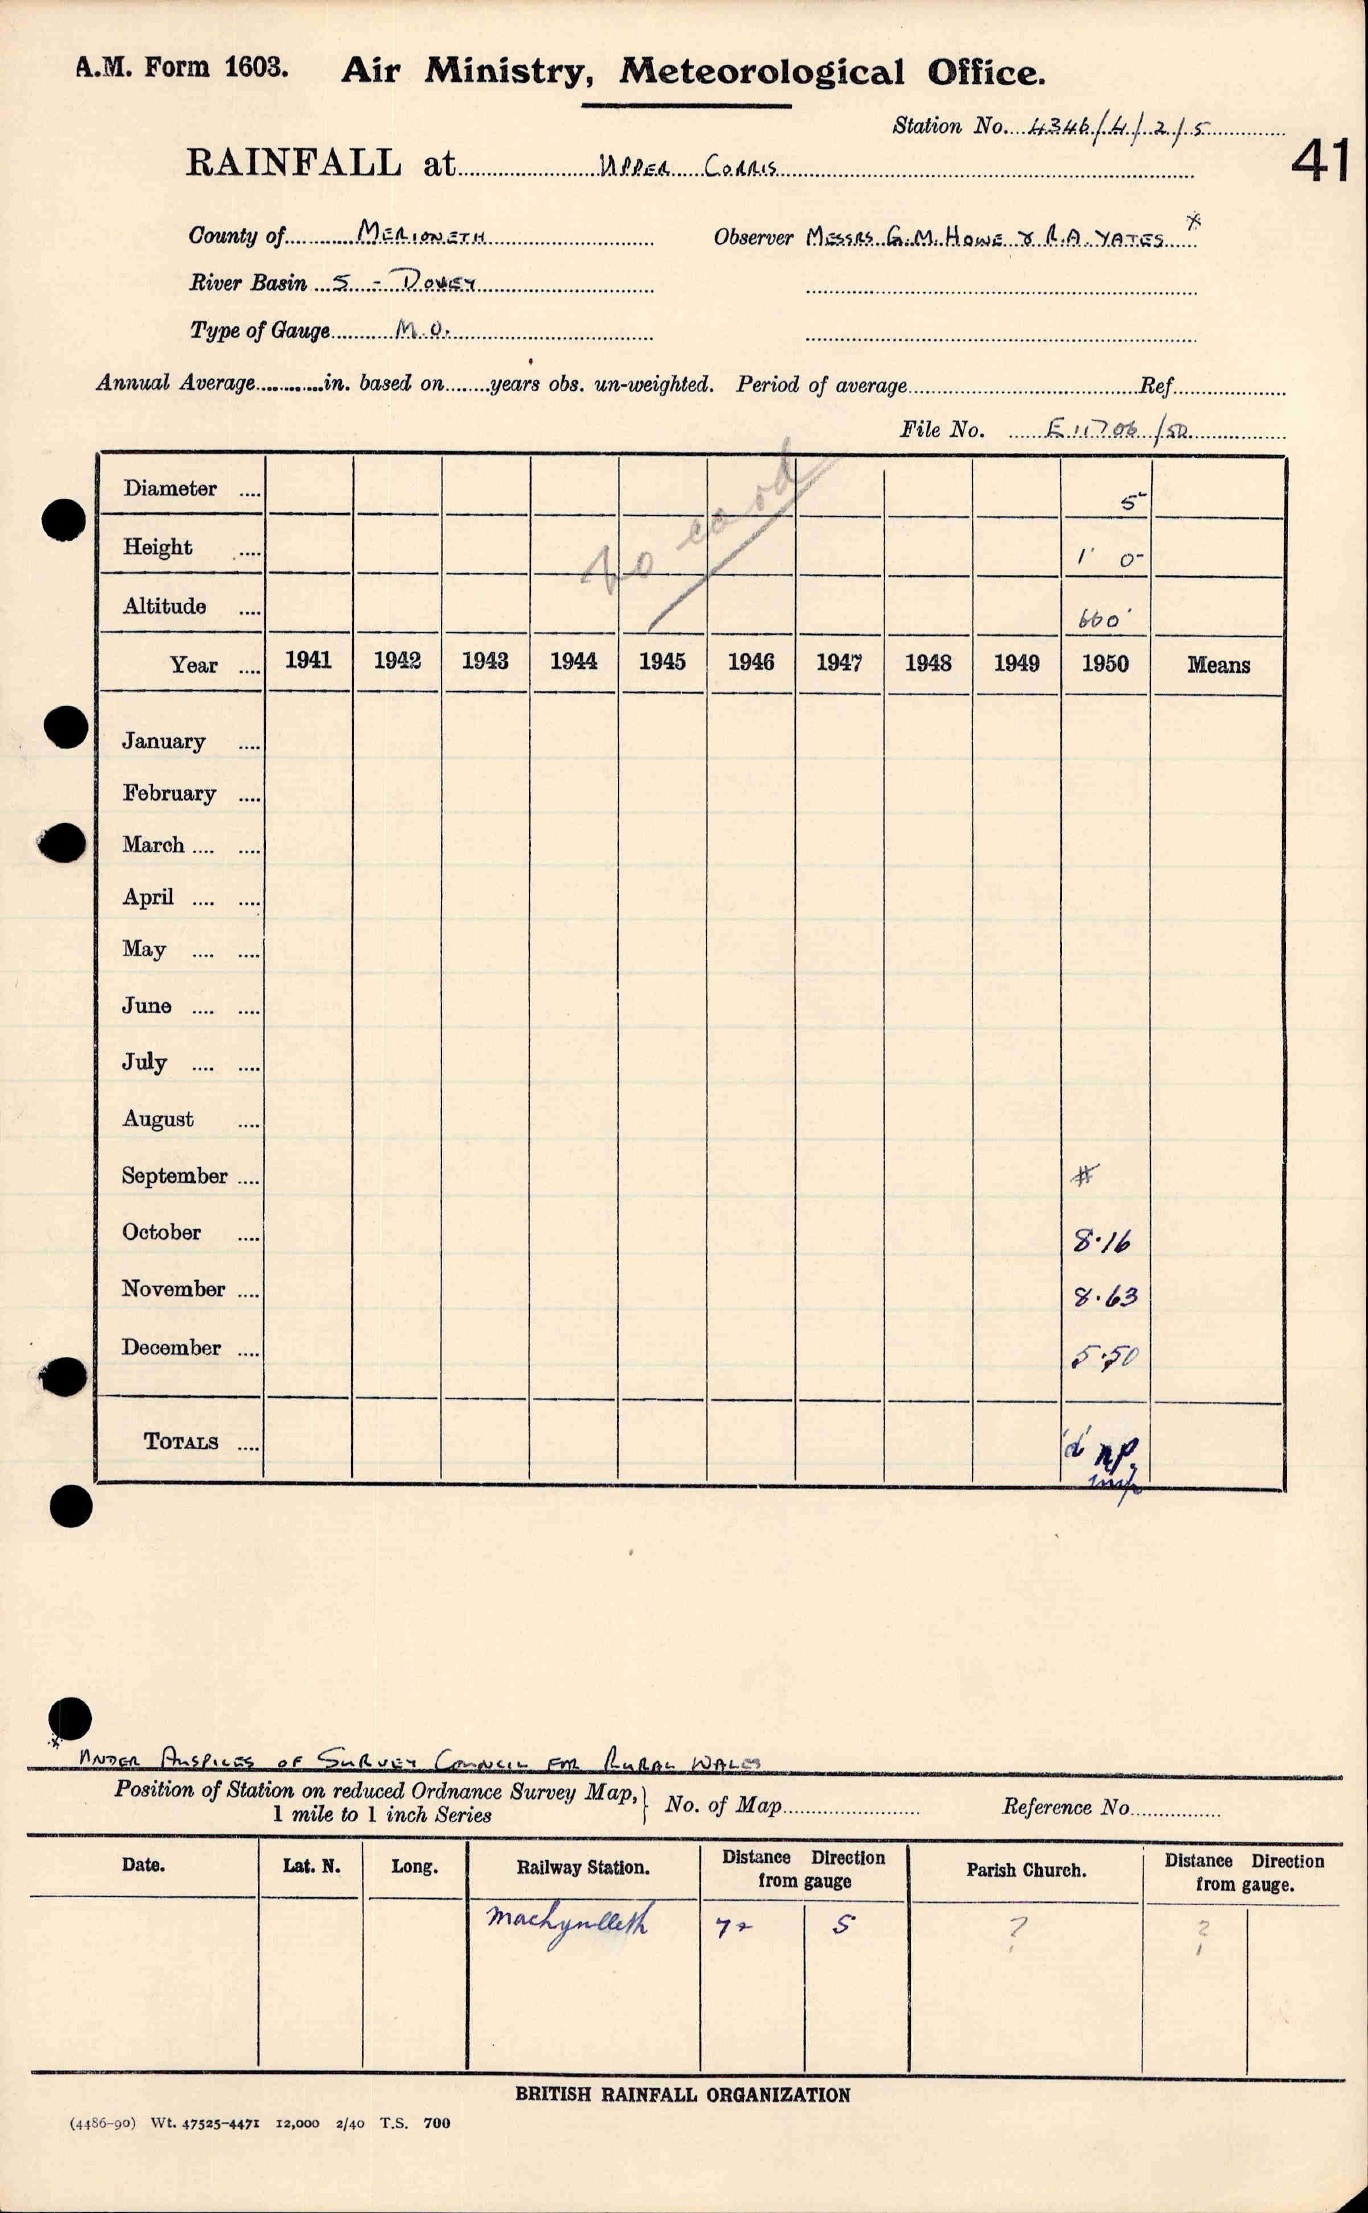 A.M. Form 1603. Air Ministry, Meteorological Office.
Station No. 4346/4/2/5
41
RAINFALL at UPPER CORRIS
County of MERIONETH Observer MESSRS G.M. HOWE & R.A. YATES *
River Basin 5 - DOVEY
Type of Gauge M.O.
Annual Average in. based on years obs. un-weighted. Period of average Ref.
File No. E 11706/50
no card
Diameter 5"
Height 1' 0"
Altitude 660'
Year 1941 1942 1943 1944 1945 1946 1947 1948 1949 1950 Means
January
February
March
April
May
June
July
August
September #
October 8.16
November 8.63
December 5.50
TOTALS 'd' np.
* UNDER AUSPICES OF SURVEY COUNCIL FOR RURAL WALES
Position of Station on reduced Ordnance Survey Map, 1 mile to 1 inch Series } No. of Map Reference No.
Date. Lat. N. Long. Railway Station. Distance Direction from gauge Parish Church. Distance Direction from gauge.
Machynlleth S ? ?
BRITISH RAINFALL ORGANIZATION
(4486-90) Wt. 47525-4471 12,000 2/40 T.S. 700